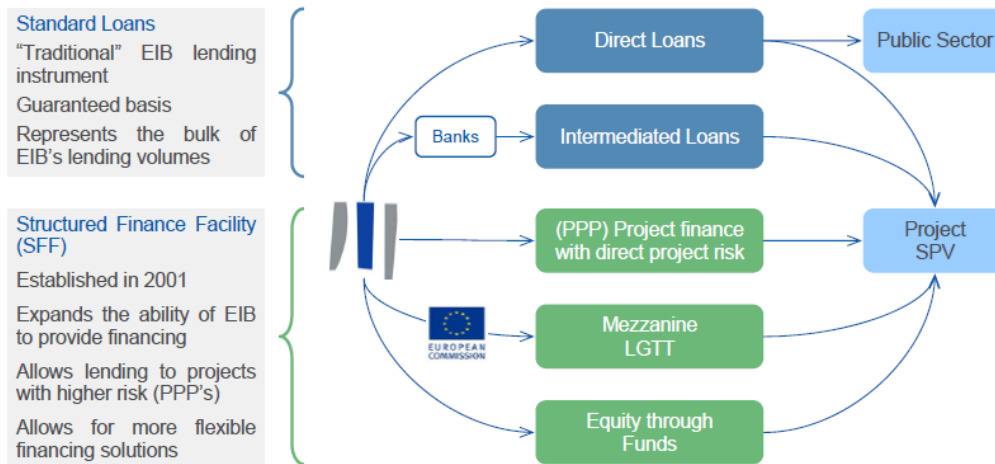 Standard Loans
“Traditional” EIB lending
instrument
Guaranteed basis
Represents the bulk of
EIB’s lending volumes
Structured Finance Facility
(SFF)
Established in 2001
Expands the ability of EIB
to provide financing
Allows lending to projects
with higher risk (PPP’s)
Allows for more flexible
financing solutions
Banks
EUROPEAN
COMMISSION
Direct Loans
Intermediated Loans
(PPP) Project finance
with direct project risk
Mezzanine
LGTT
Equity through
Funds
Public Sector
Project
SPV